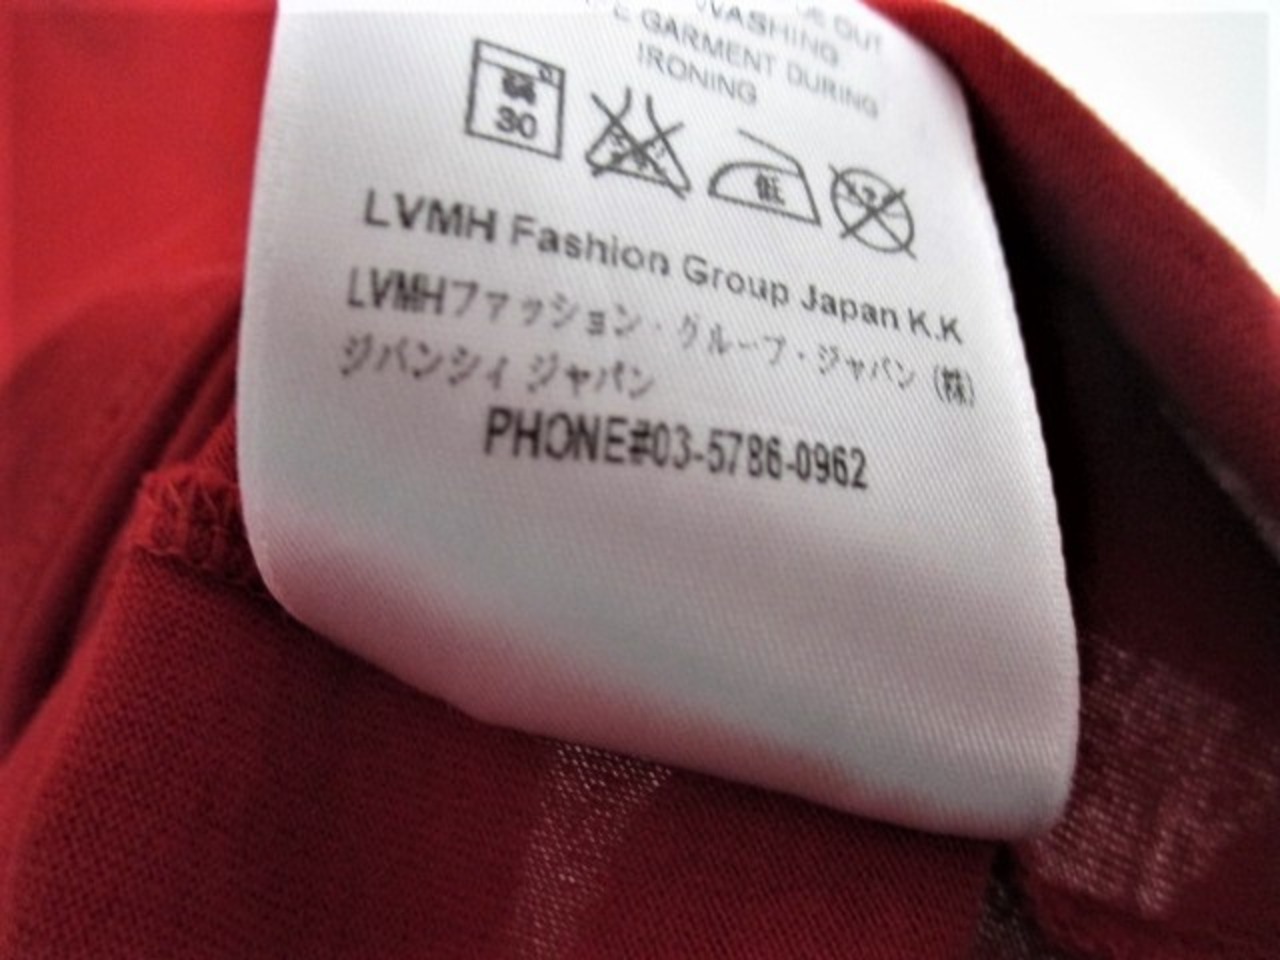 OUT
WASHING
GARMENT DURING
IRONING
30
低
LVMH Fashion Group Japan K.K
LVMHファッション・グループ・ジャパン (株)
ジバンシィ ジャパン
PHONE#03-5786-0962